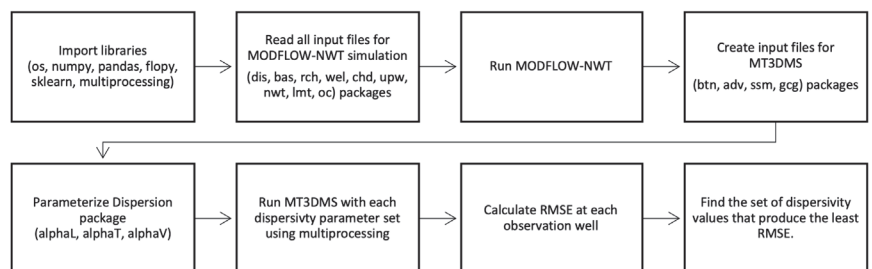 Import libraries
(os, numpy, pandas, flopy,
sklearn, multiprocessing)
Read all input files for
MODFLOW-NWT simulation
(dis, bas, rch, wel, chd, upw,
nwt, lmt, oc) packages
Run MODFLOW-NWT
Create input files for
MT3DMS
(btn, adv, ssm, gcg) packages
Parameterize Dispersion
package
(alphaL, alphaT, alphaV)
Run MT3DMS with each
dispersivty parameter set
using multiprocessing
Calculate RMSE at each
observation well
Find the set of dispersivity
values that produce the least
RMSE.